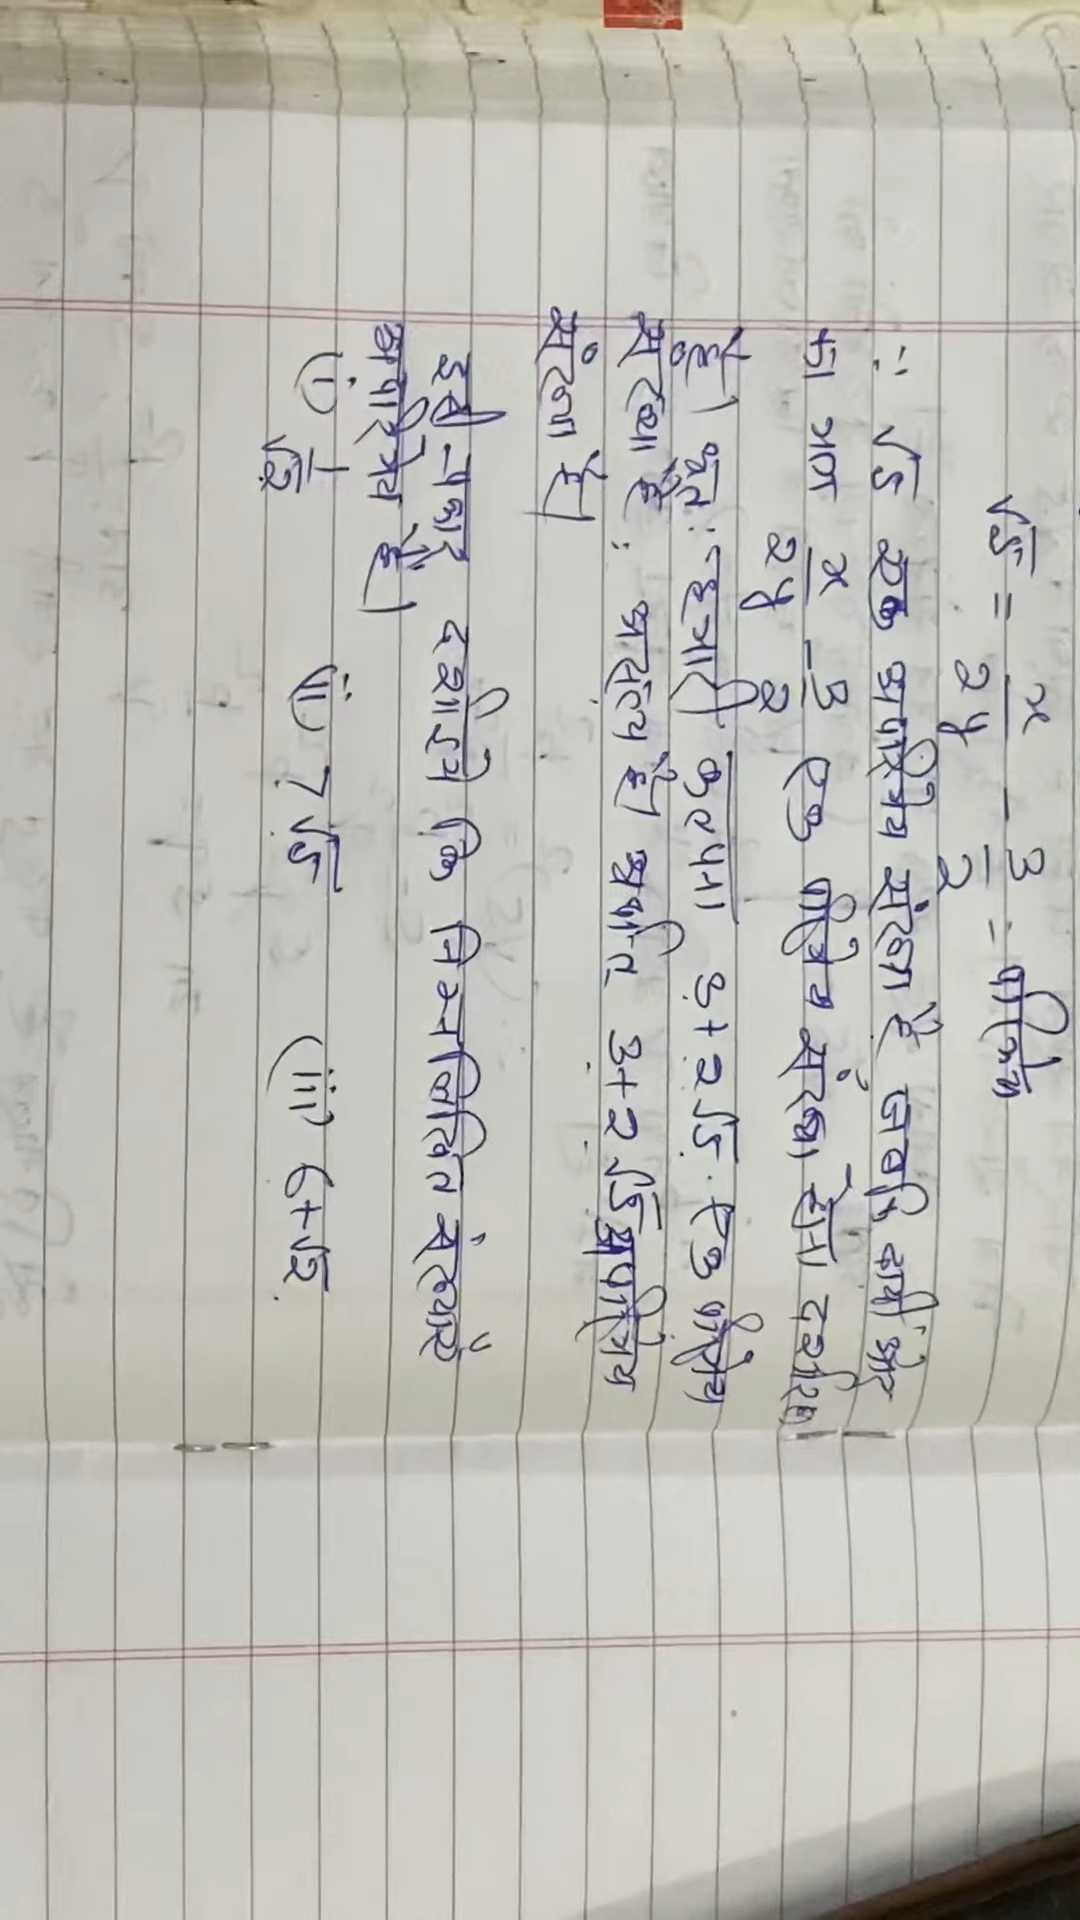 √5 = x/2y - 3/2 = परिमेय
∵ √5 एक अपरिमेय संख्या है जबकि दायीं ओर
का भाग x/2y - 3/2 एक परिमेय संख्या होना दर्शाता
है। अतः हमारी कल्पना 3+2√5 एक परिमेय
संख्या है : असत्य है। अर्थात 3+2√5 अपरिमेय
संख्या है।
इसी प्रकार दर्शाइये कि निम्नलिखित संख्याये
अपरिमेय है।
(i) 1/√2 (ii) 7√5 (iii) 6+√2